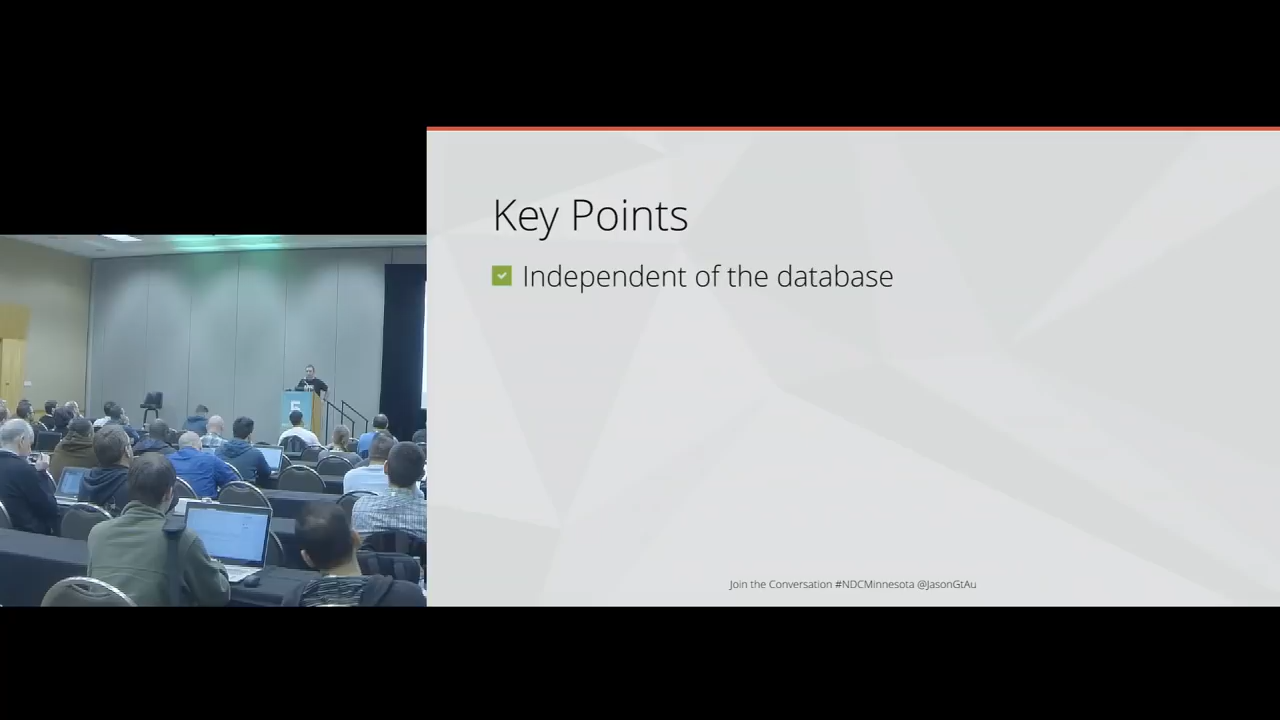 Key Points
Independent of the database
Join the Conversation #NDCMinnesota @JasonGtAu